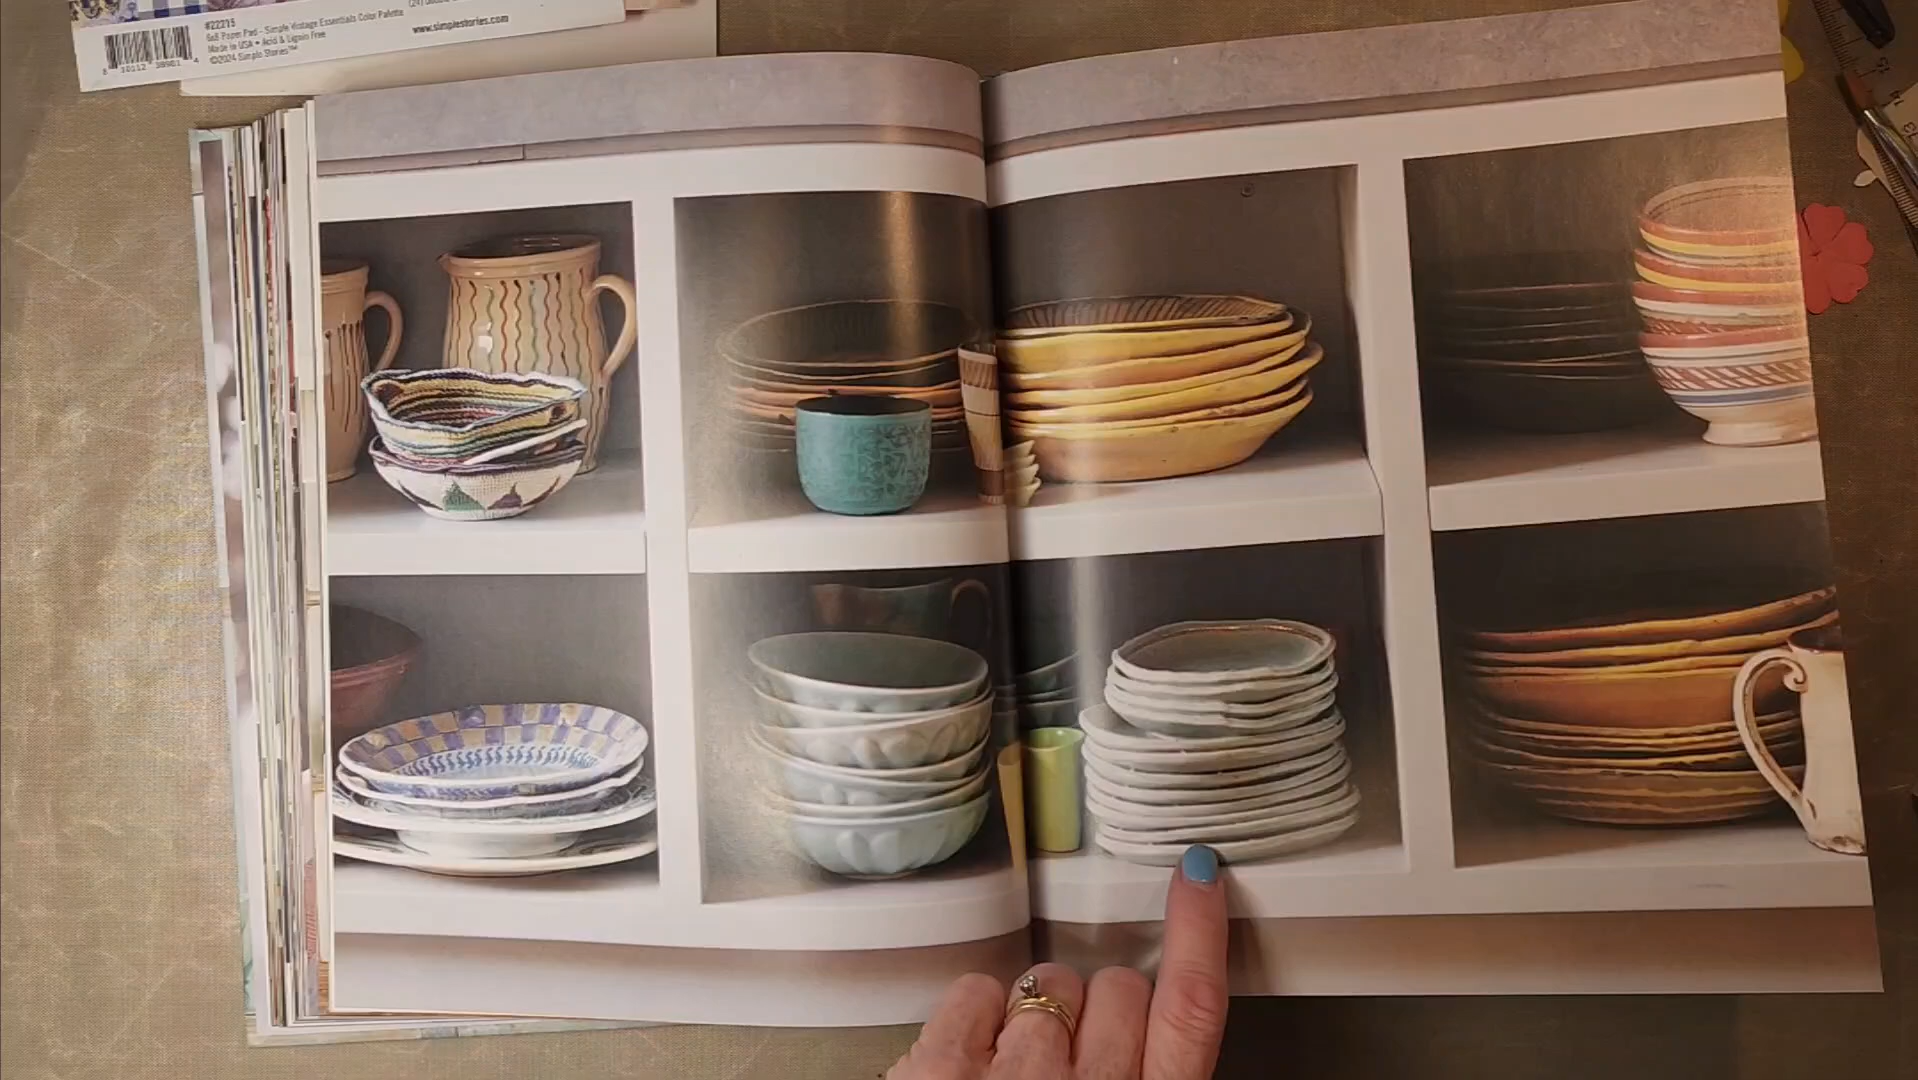 #22215
6x8 Paper Pad - Simple Vintage Essentials Color Palette
Made in USA • Acid & Lignin Free
©2024 Simple Stories™
www.simplestories.com